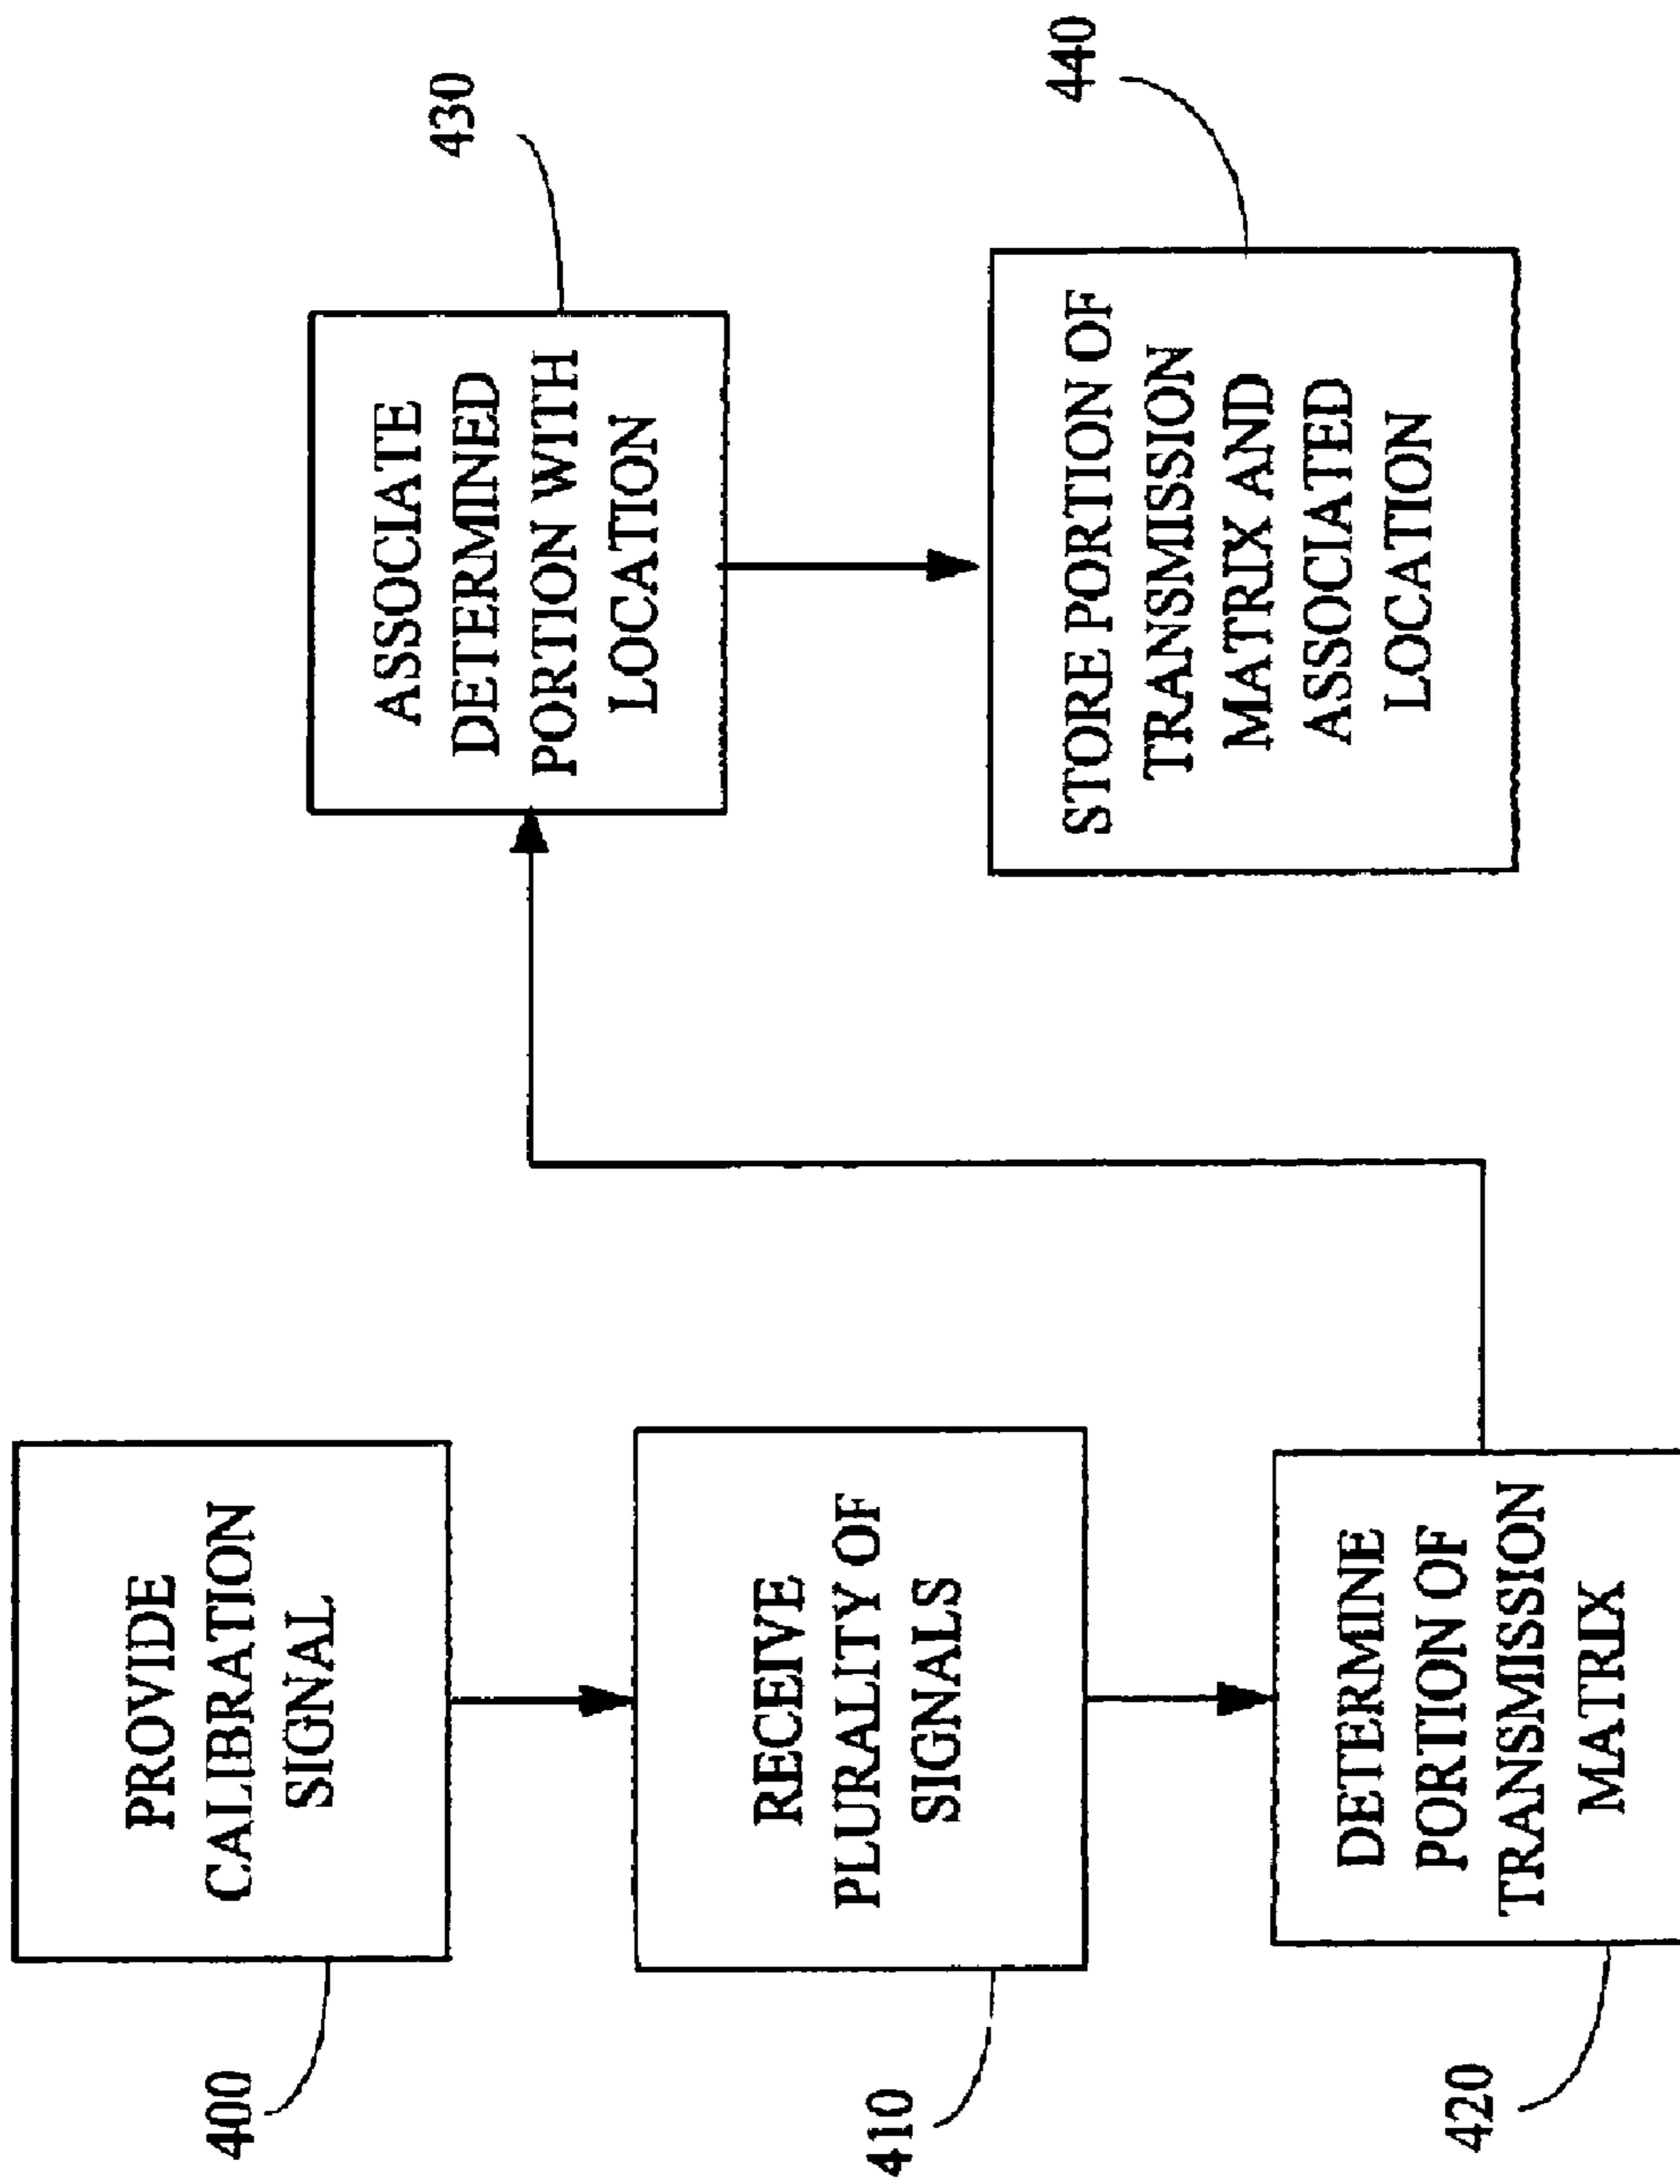 400
PROVIDE
CALIBRATION
SIGNAL
410
RECEIVE
PLURALITY OF
SIGNALS
420
DETERMINE
PORTION OF
TRANSMISSION
MATRIX
430
ASSOCIATE
DETERMINED
PORTION WITH
LOCATION
440
STORE PORTION OF
TRANSMISSION
MATRIX AND
ASSOCIATED
LOCATION